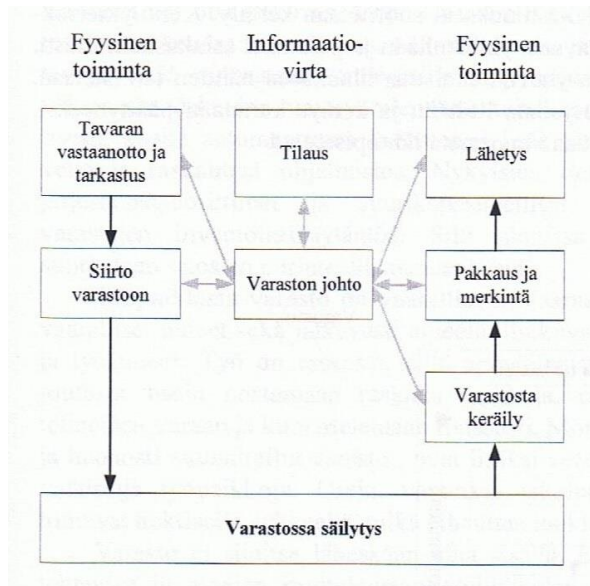 Fyysinen
toiminta
Informaatio-
virta
Fyysinen
toiminta
Tavaran
vastaanotto ja
tarkastus
Tilaus
Lähetys
Siirto
varastoon
Varaston johto
Pakkaus ja
merkintä
Varastosta
keräily
Varastossa säilytys